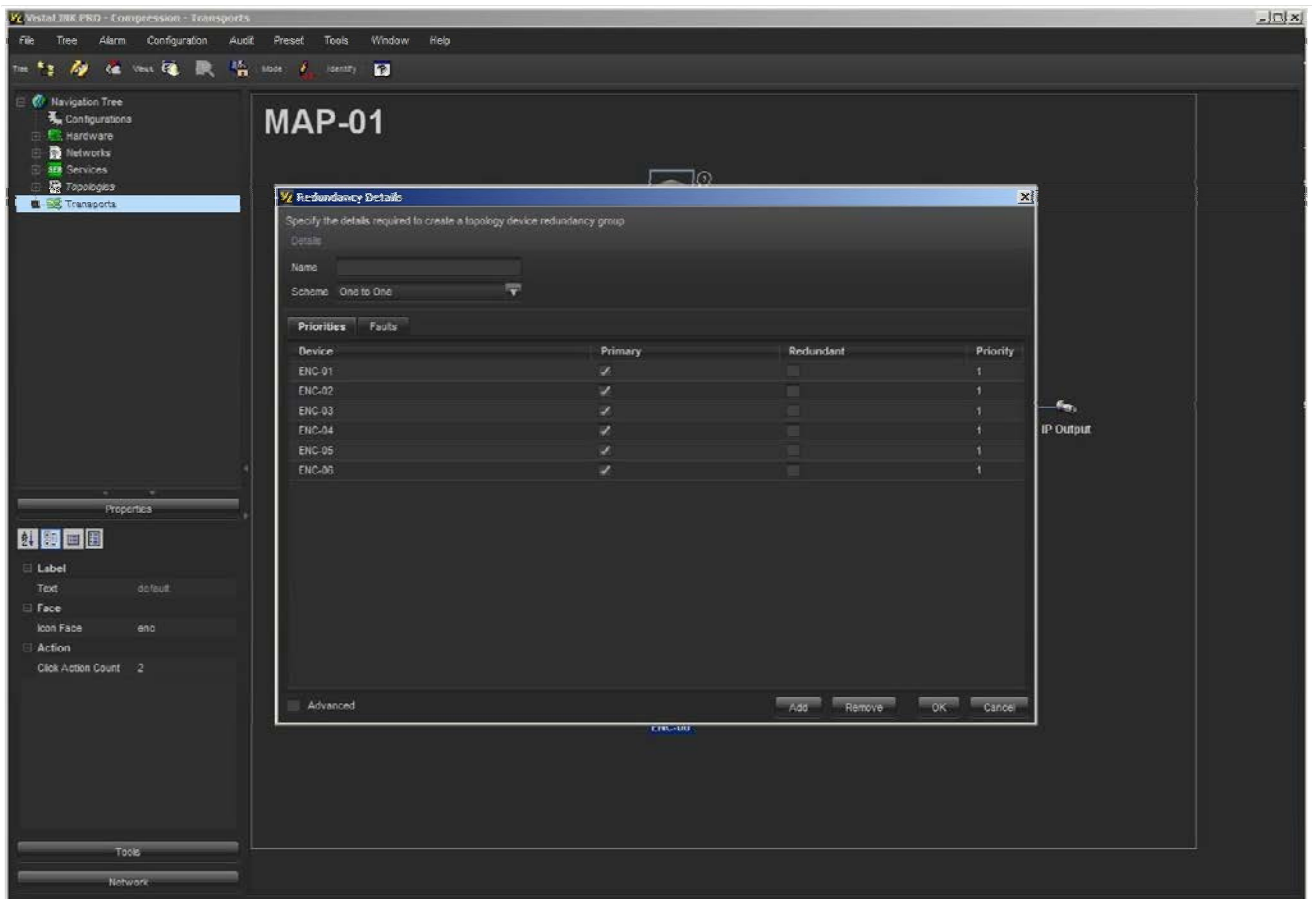 VistaLINK PRO - Compression - Transports
File Tree Alarm Configuration Audit Preset Tools Window Help
Tree Views Mode Identify
Navigation Tree
Configurations
Hardware
Networks
SER Services
Topologies
Transports
MAP-01
Redundancy Details
Specify the details required to create a topology device redundancy group
Details
Name
Scheme One to One
Priorities Faults
Device Primary Redundant Priority
ENC-01 1
ENC-02 1
ENC-03 1
ENC-04 1
ENC-05 1
ENC-06 1
IP Output
Advanced Add Remove OK Cancel
ENC-06
Properties
Label
Text default
Face
Icon Face enc
Action
Click Action Count 2
Tools
Network